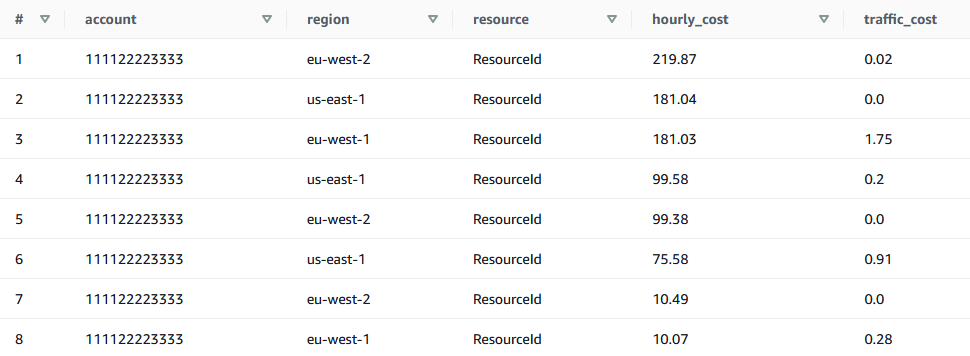 # account region resource hourly_cost traffic_cost
1 111122223333 eu-west-2 ResourceId 219.87 0.02
2 111122223333 us-east-1 ResourceId 181.04 0.0
3 111122223333 eu-west-1 ResourceId 181.03 1.75
4 111122223333 us-east-1 ResourceId 99.58 0.2
5 111122223333 eu-west-2 ResourceId 99.38 0.0
6 111122223333 us-east-1 ResourceId 75.58 0.91
7 111122223333 eu-west-2 ResourceId 10.49 0.0
8 111122223333 eu-west-1 ResourceId 10.07 0.28